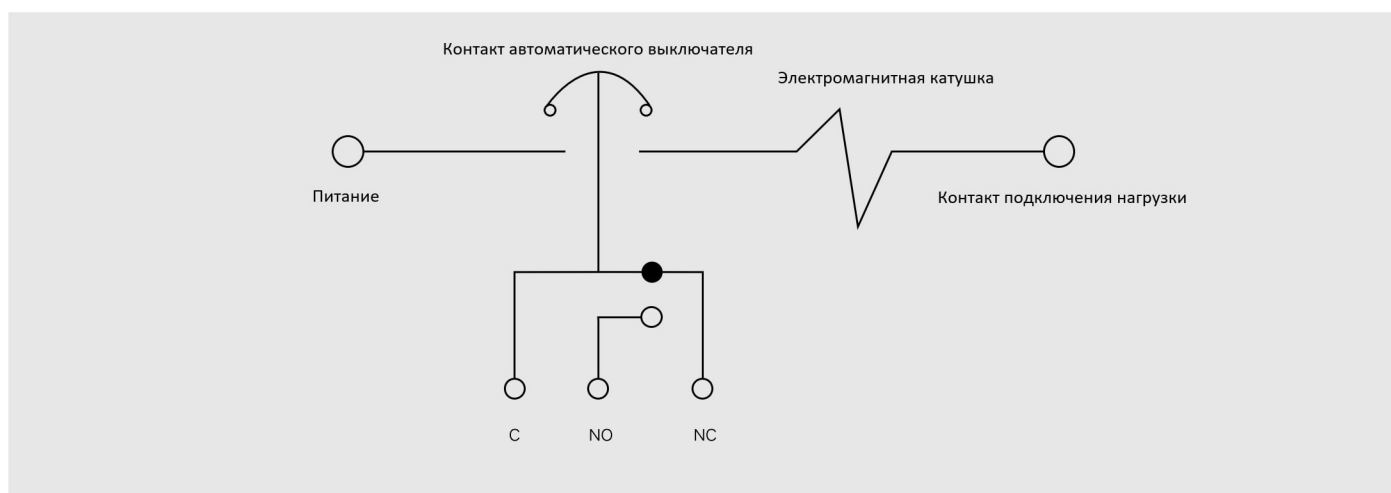 Контакт автоматического выключателя
Электромагнитная катушка
Питание
Контакт подключения нагрузки
C
NO
NC